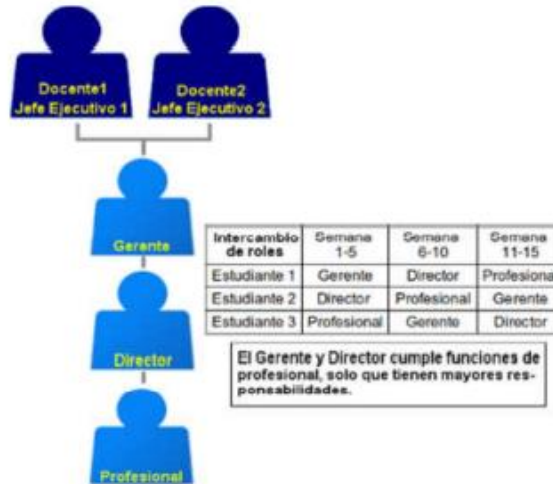 Docente1
Jefe Ejecutivo 1
Docente2
Jefe Ejecutivo 2
Gerente
Director
Profesional
Intercambio de roles Semana 1-5 Semana 6-10 Semana 11-15
Estudiante 1 Gerente Director Profesional
Estudiante 2 Director Profesional Gerente
Estudiante 3 Profesional Gerente Director
El Gerente y Director cumple funciones de
profesional, solo que tienen mayores res-
ponsabilidades.